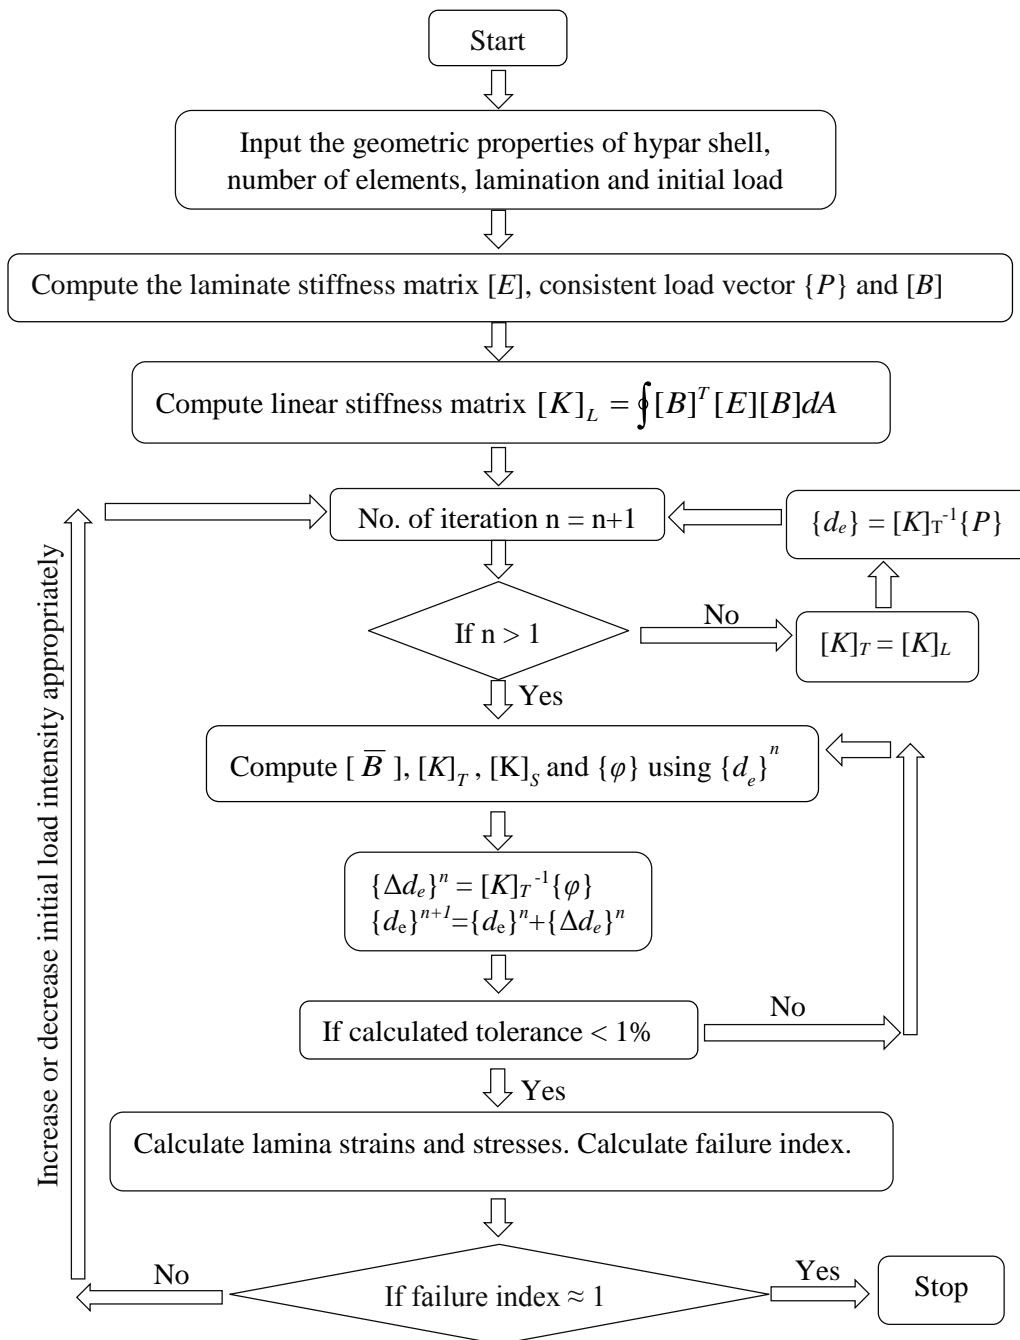 Start
Input the geometric properties of hypar shell,
number of elements, lamination and initial load
Compute the laminate stiffness matrix [E], consistent load vector {P} and [B]
Compute linear stiffness matrix [K]_L = ∮[B]^T [E][B]dA
No. of iteration n = n+1
{d_e} = [K]_T^-1{P}
If n > 1
No
[K]_T = [K]_L
Yes
Compute [ B̅ ], [K]_T , [K]_S and {φ} using {d_e}^n
{Δd_e}^n = [K]_T^-1{φ}
{d_e}^n+1={d_e}^n+{Δd_e}^n
If calculated tolerance < 1%
No
Yes
Calculate lamina strains and stresses. Calculate failure index.
If failure index ≈ 1
No
Yes
Stop
Increase or decrease initial load intensity appropriately